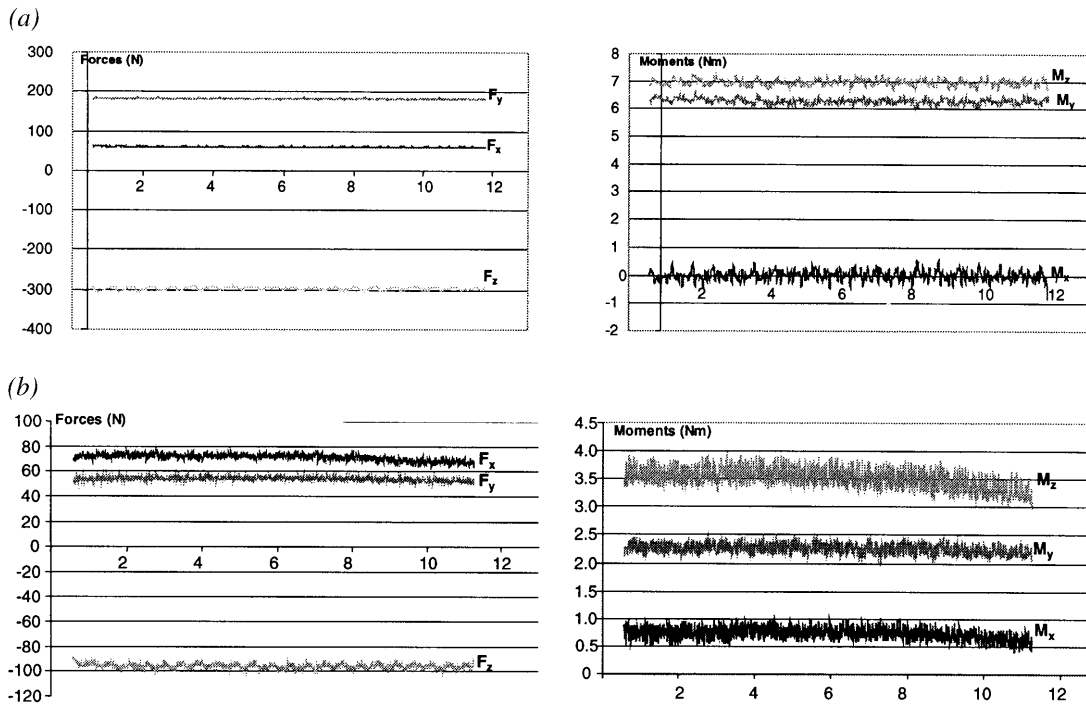 (a)
Forces (N)
300
200
100
0
-100
-200
-300
-400
2 4 6 8 10 12
Fy
Fx
Fz
Moments (Nm)
8
7
6
5
4
3
2
1
0
-1
-2
2 4 6 8 10 12
Mz
My
Mx
(b)
Forces (N)
100
80
60
40
20
0
-20
-40
-60
-80
-100
-120
2 4 6 8 10 12
Fx
Fy
Fz
Moments (Nm)
4.5
4.0
3.5
3.0
2.5
2.0
1.5
1.0
0.5
0
2 4 6 8 10 12
Mz
My
Mx